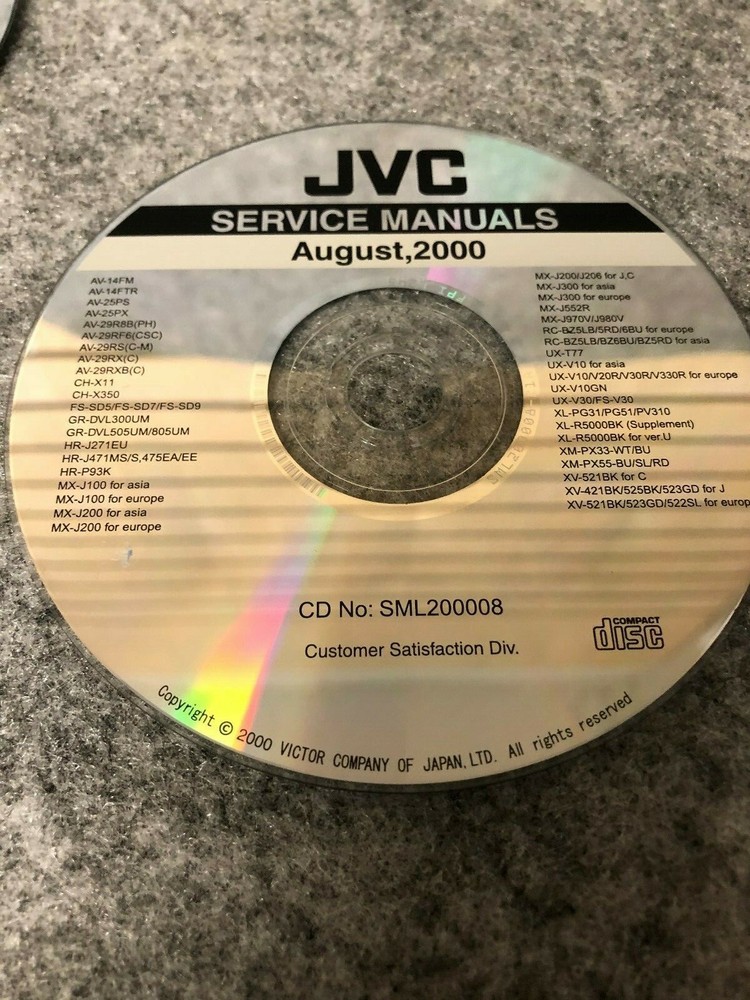 JVC
SERVICE MANUALS
August,2000
AV-14FM
AV-14FTR
AV-25PS
AV-25PX
AV-29R8B(PH)
AV-29RF6(CSC)
AV-29RS(C-M)
AV-29RX(C)
AV-29RXB(C)
CH-X11
CH-X350
FS-SD5/FS-SD7/FS-SD9
GR-DVL300UM
GR-DVL505UM/805UM
HR-J271EU
HR-J471MS/S,475EA/EE
HR-P93K
MX-J100 for asia
MX-J100 for europe
MX-J200 for asia
MX-J200 for europe
MX-J200/J206 for J,C
MX-J300 for asia
MX-J300 for europe
MX-J552R
MX-J970V/J980V
RC-BZ5LB/5RD/6BU for europe
RC-BZ5LB/BZ6BU/BZ5RD for asia
UX-T77
UX-V10 for asia
UX-V10/V20R/V30R/V330R for europe
UX-V10GN
UX-V30/FS-V30
XL-PG31/PG51/PV310
XL-R5000BK (Supplement)
XL-R5000BK for ver.U
XM-PX33-WT/BU
XM-PX55-BU/SL/RD
XV-521BK for C
XV-421BK/525BK/523GD for J
XV-521BK/523GD/522SL for europ
CD No: SML200008
Customer Satisfaction Div.
COMPACT
disc
Copyright © 2000 VICTOR COMPANY OF JAPAN,LTD. All rights reserved